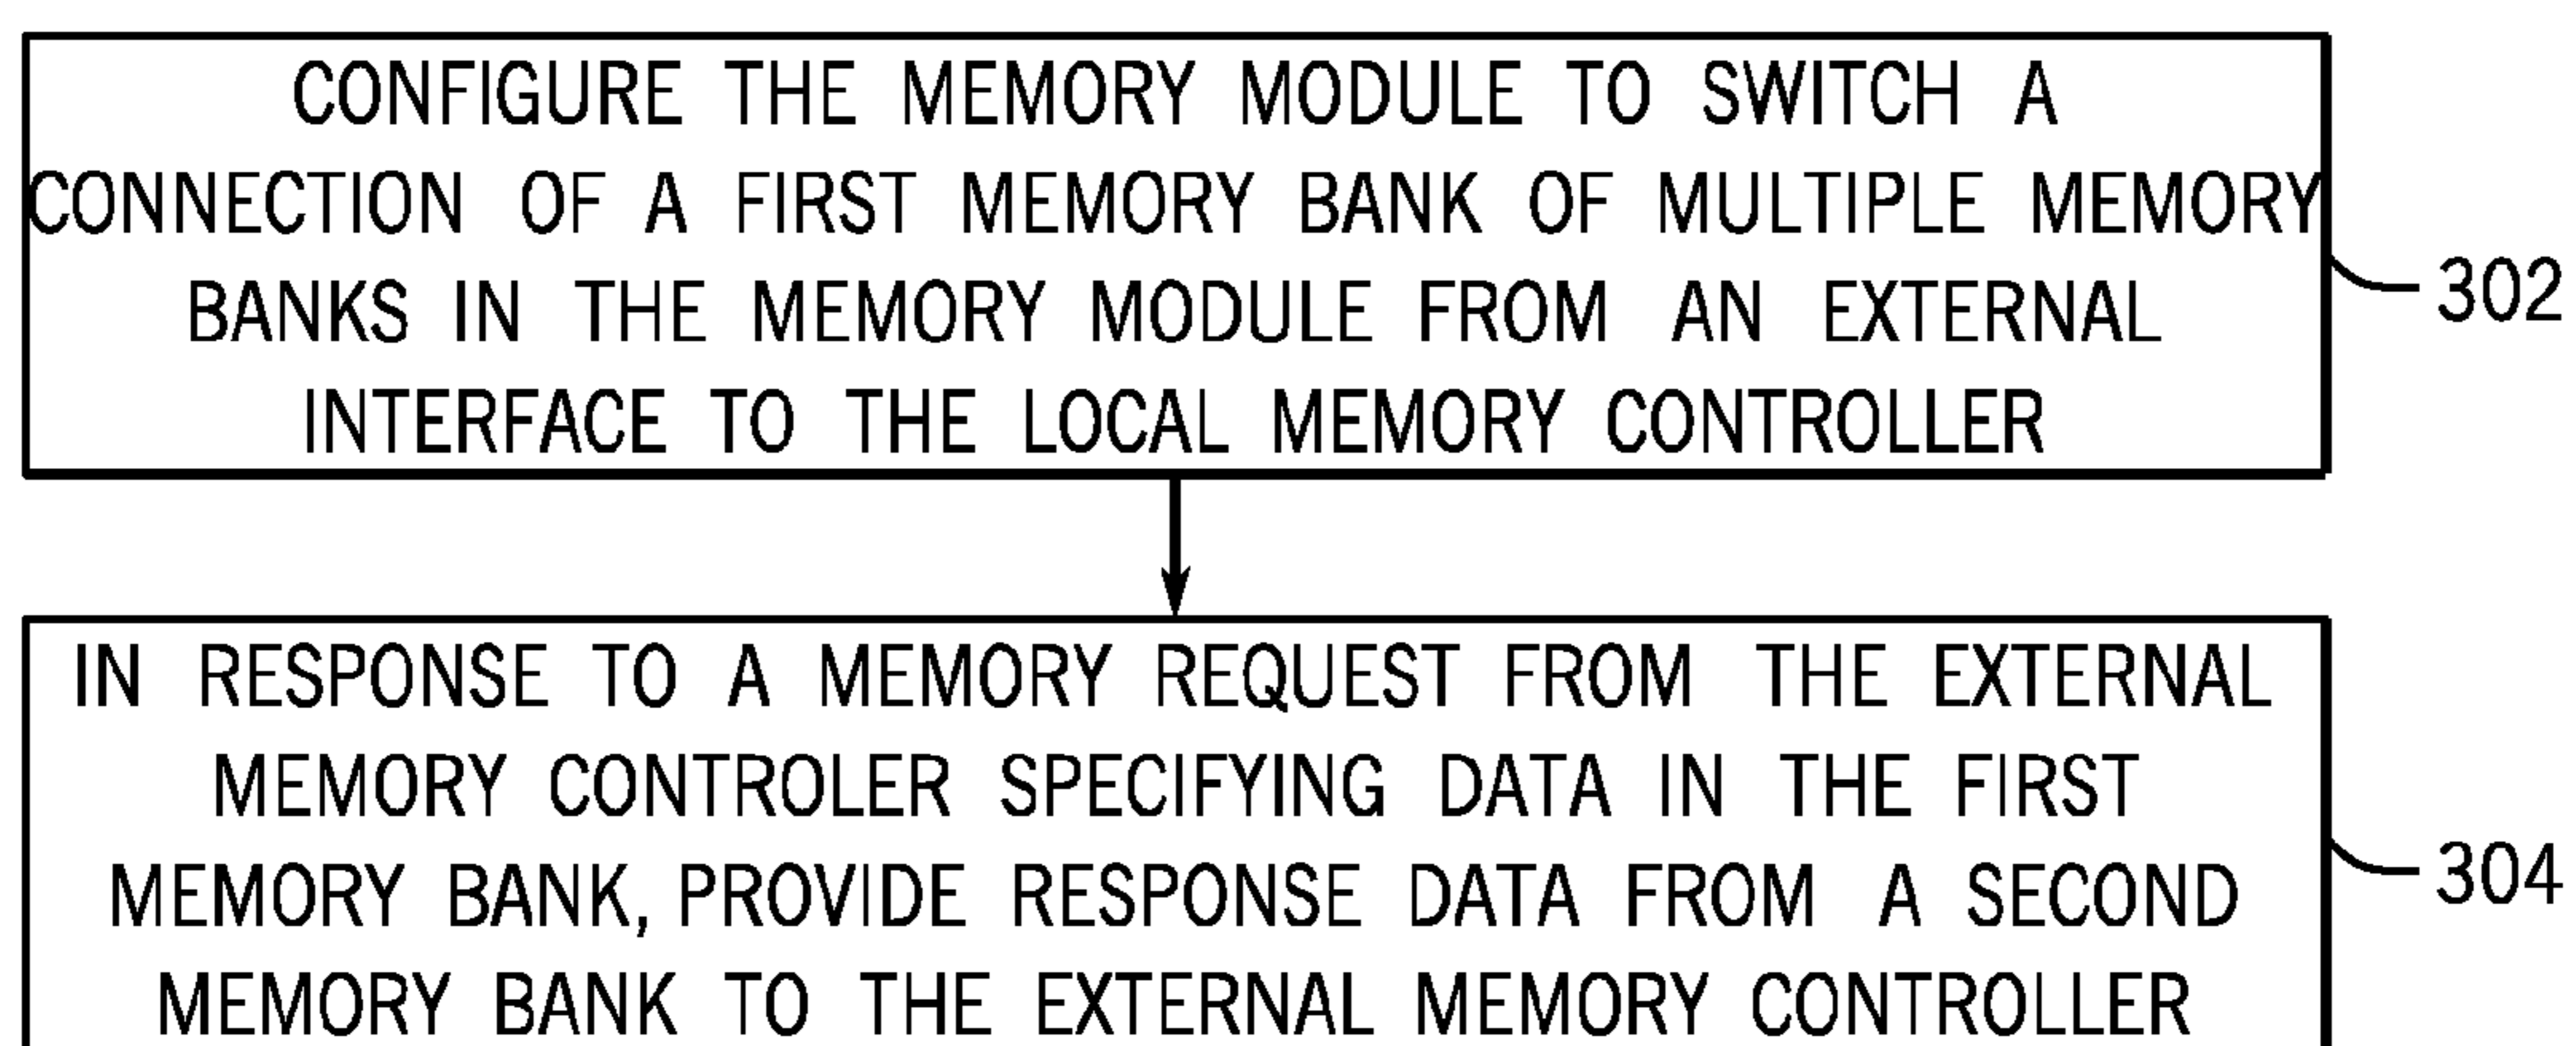 CONFIGURE THE MEMORY MODULE TO SWITCH A
CONNECTION OF A FIRST MEMORY BANK OF MULTIPLE MEMORY
BANKS IN THE MEMORY MODULE FROM AN EXTERNAL
INTERFACE TO THE LOCAL MEMORY CONTROLLER
302
IN RESPONSE TO A MEMORY REQUEST FROM THE EXTERNAL
MEMORY CONTROLER SPECIFYING DATA IN THE FIRST
MEMORY BANK, PROVIDE RESPONSE DATA FROM A SECOND
MEMORY BANK TO THE EXTERNAL MEMORY CONTROLLER
304